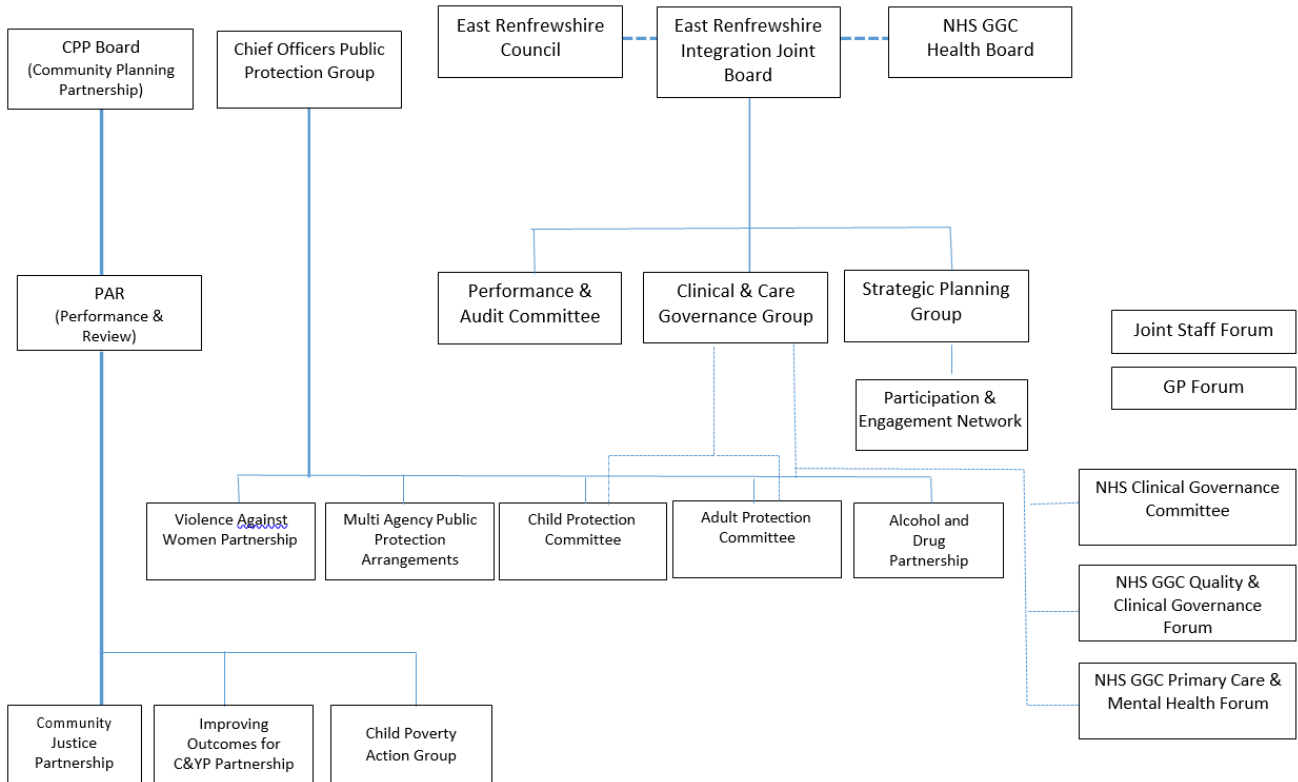 CPP Board
(Community Planning
Partnership)
Chief Officers Public
Protection Group
East Renfrewshire
Council
East Renfrewshire
Integration Joint
Board
NHS GGC
Health Board
PAR
(Performance &
Review)
Performance &
Audit Committee
Clinical & Care
Governance Group
Strategic Planning
Group
Joint Staff Forum
GP Forum
Participation &
Engagement Network
Violence Against
Women Partnership
Multi Agency Public
Protection
Arrangements
Child Protection
Committee
Adult Protection
Committee
Alcohol and
Drug
Partnership
NHS Clinical Governance
Committee
NHS GGC Quality &
Clinical Governance
Forum
NHS GGC Primary Care &
Mental Health Forum
Community
Justice
Partnership
Improving
Outcomes for
C&YP Partnership
Child Poverty
Action Group